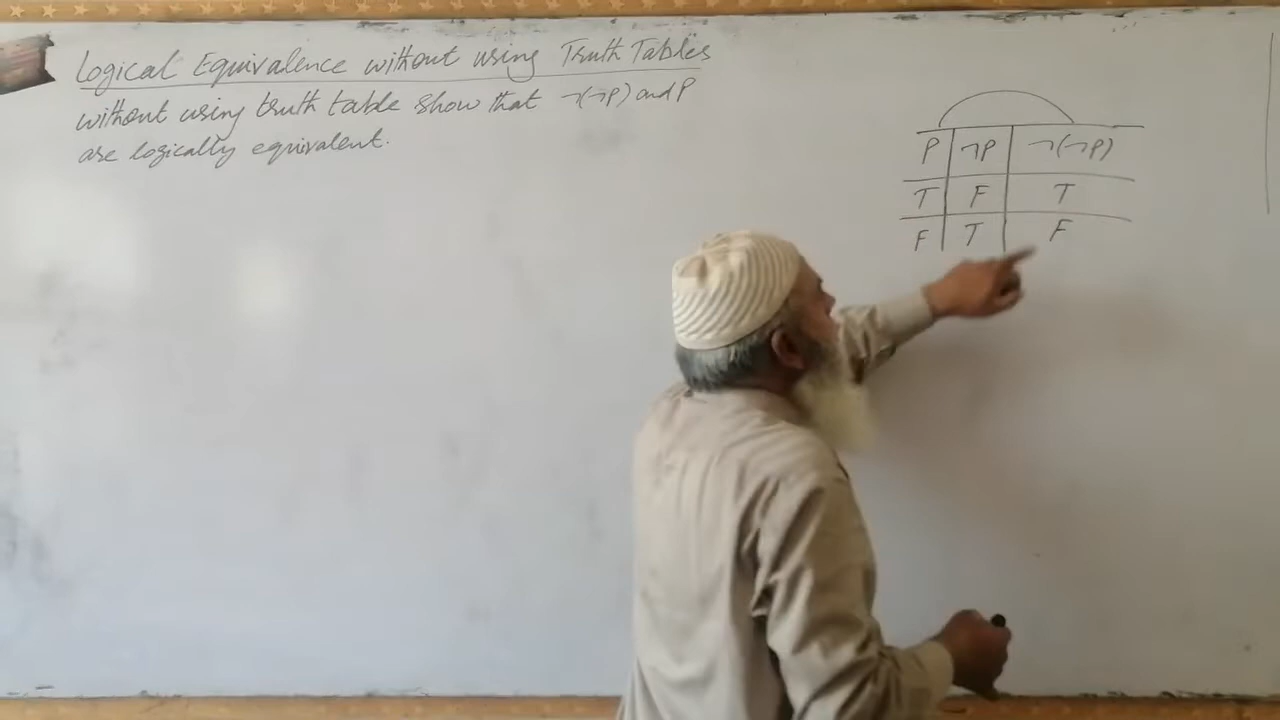 Logical Equivalence without using Truth Tables
without using truth table show that ¬(¬P) and P
are logically equivalent.
P ¬P ¬(¬P)
T F T
F T F